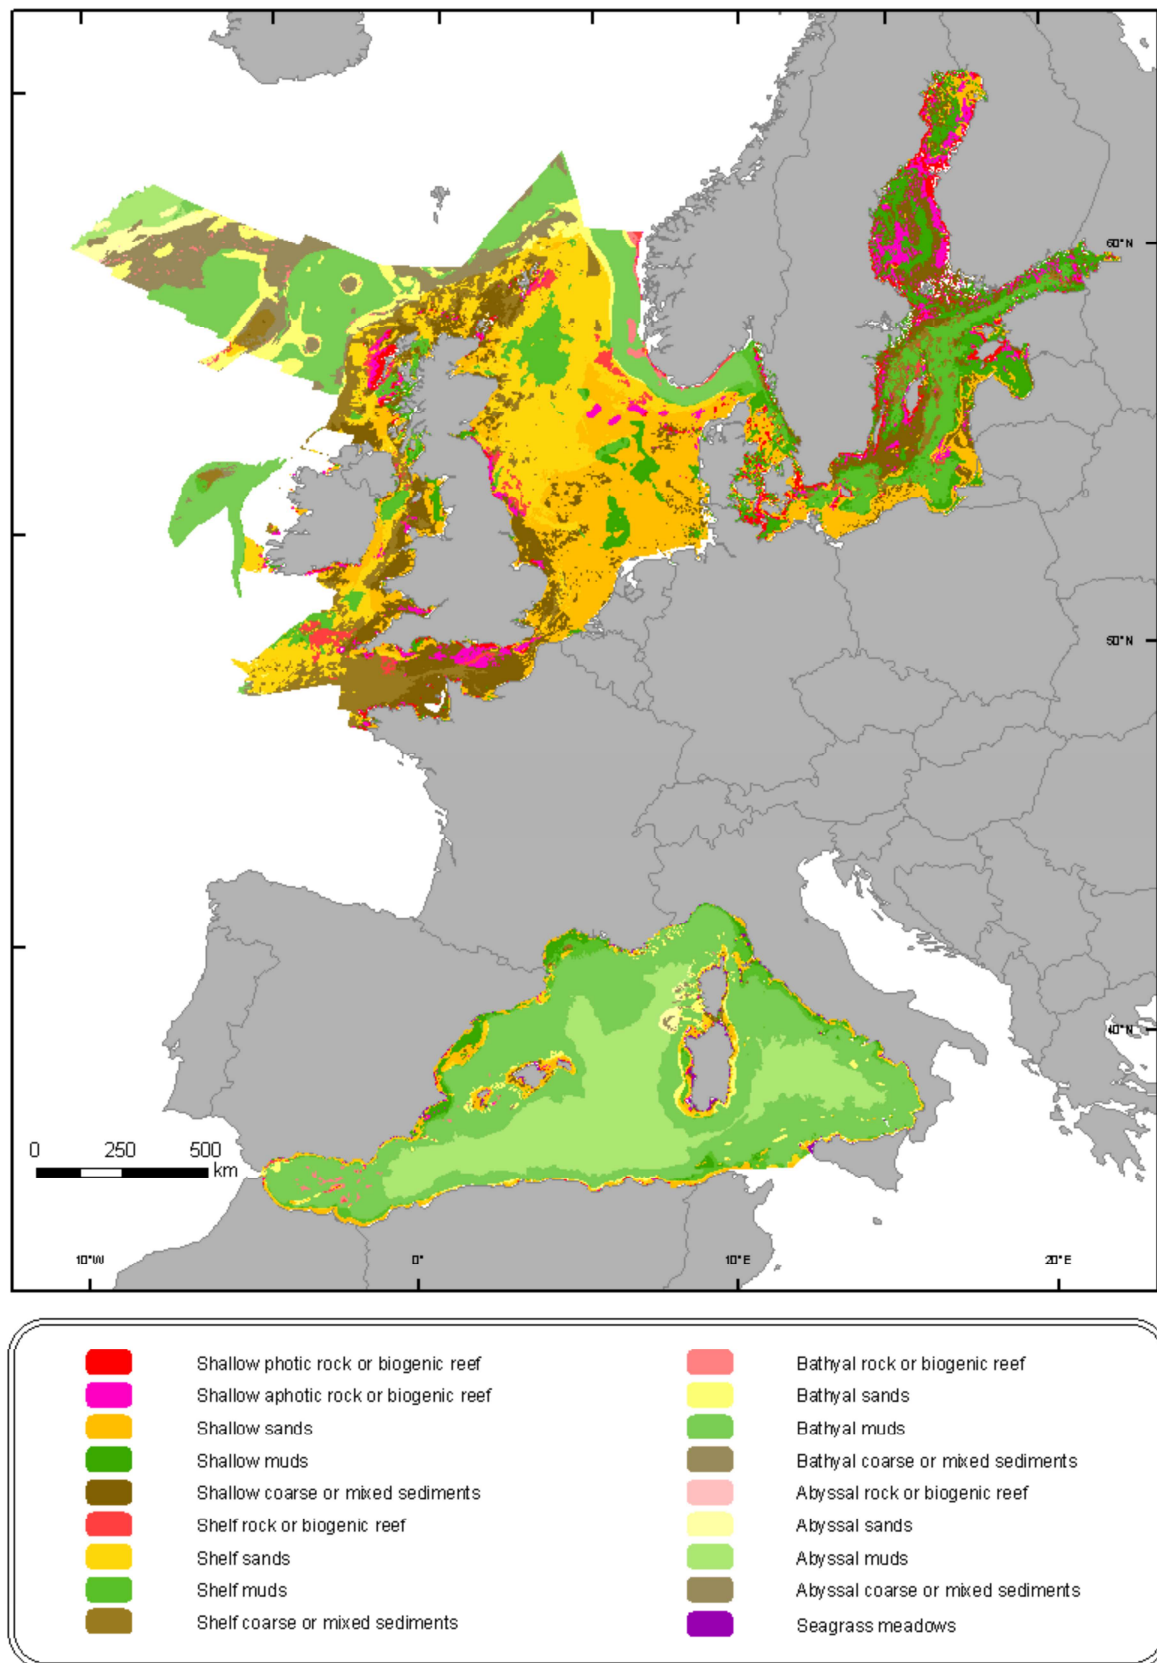 60°N
50°N
40°N
0 250 500
km
10°W 0° 10°E 20°E
Shallow photic rock or biogenic reef
Shallow aphotic rock or biogenic reef
Shallow sands
Shallow muds
Shallow coarse or mixed sediments
Shelf rock or biogenic reef
Shelf sands
Shelf muds
Shelf coarse or mixed sediments
Bathyal rock or biogenic reef
Bathyal sands
Bathyal muds
Bathyal coarse or mixed sediments
Abyssal rock or biogenic reef
Abyssal sands
Abyssal muds
Abyssal coarse or mixed sediments
Seagrass meadows